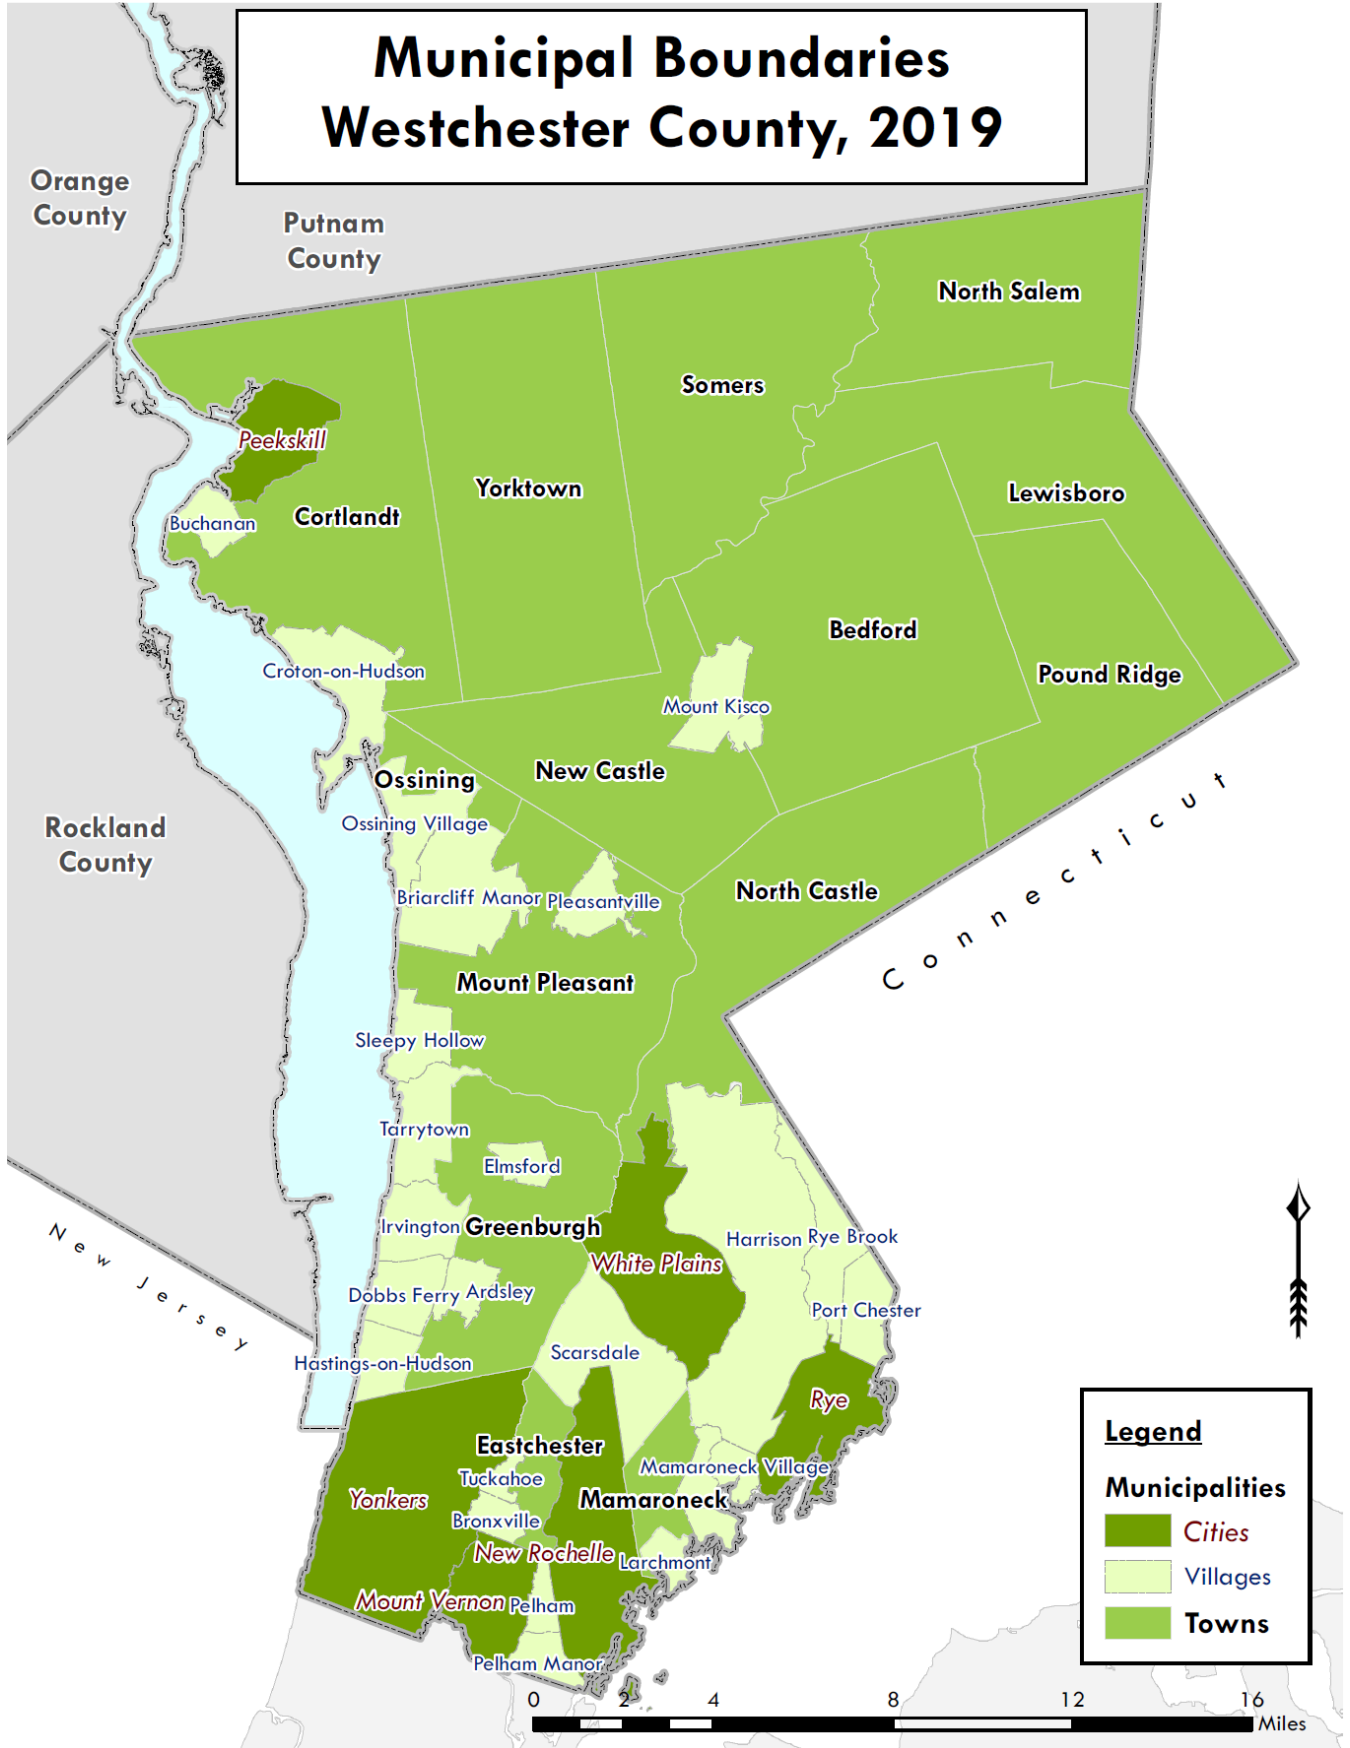 Municipal Boundaries
Westchester County, 2019
Orange
County
Putnam
County
North Salem
Somers
Peekskill
Yorktown
Lewisboro
Cortlandt
Buchanan
Bedford
Croton-on-Hudson
Pound Ridge
Mount Kisco
New Castle
Ossining
Ossining Village
Rockland
County
Connecticut
North Castle
Briarcliff Manor
Pleasantville
Mount Pleasant
Sleepy Hollow
Tarrytown
Elmsford
Irvington
Greenburgh
Harrison
Rye Brook
White Plains
New Jersey
Dobbs Ferry
Ardsley
Port Chester
Scarsdale
Hastings-on-Hudson
Rye
Eastchester
Mamaroneck Village
Tuckahoe
Yonkers
Mamaroneck
Bronxville
New Rochelle
Larchmont
Mount Vernon
Pelham
Pelham Manor
Legend
Municipalities
Cities
Villages
Towns
0 2 4 8 12 16
Miles